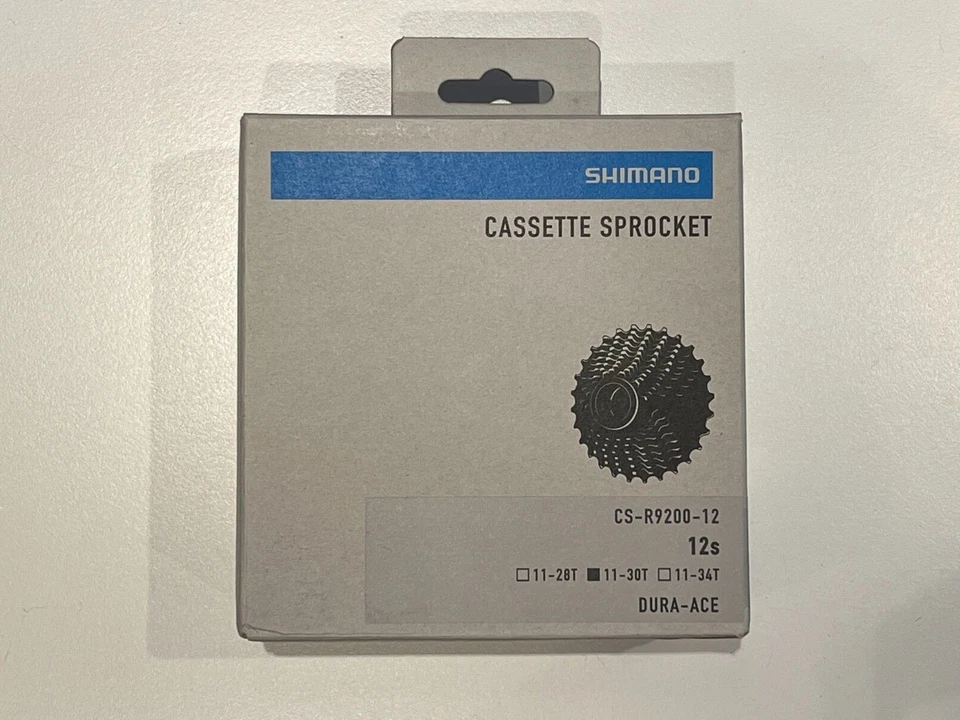 SHIMANO
CASSETTE SPROCKET
CS-R9200-12
12s
☐ 11-28T ■ 11-30T ☐ 11-34T
DURA-ACE